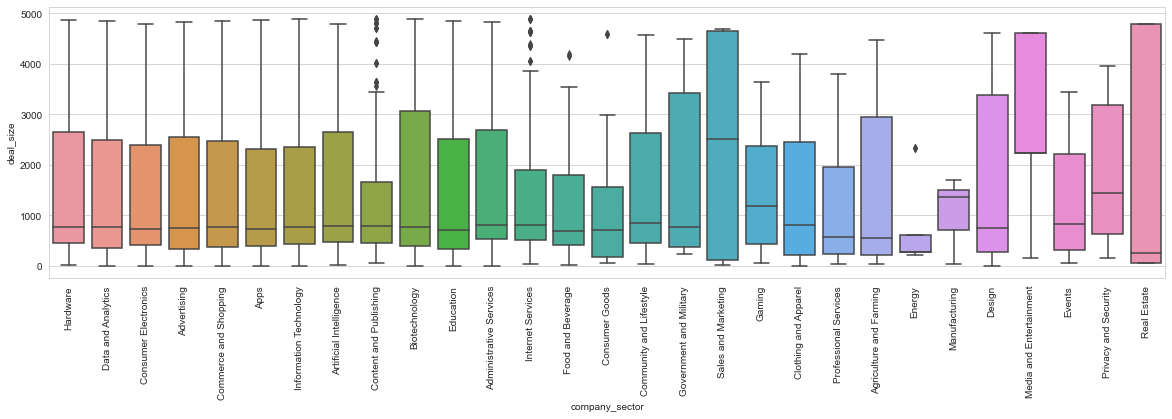 5000
4000
3000
2000
1000
0
deal_size
Hardware
Data and Analytics
Consumer Electronics
Advertising
Commerce and Shopping
Apps
Information Technology
Artificial Intelligence
Content and Publishing
Biotechnology
Education
Administrative Services
Internet Services
Food and Beverage
Consumer Goods
Community and Lifestyle
Government and Military
Sales and Marketing
Gaming
Clothing and Apparel
Professional Services
Agriculture and Farming
Energy
Manufacturing
Design
Media and Entertainment
Events
Privacy and Security
Real Estate
company_sector